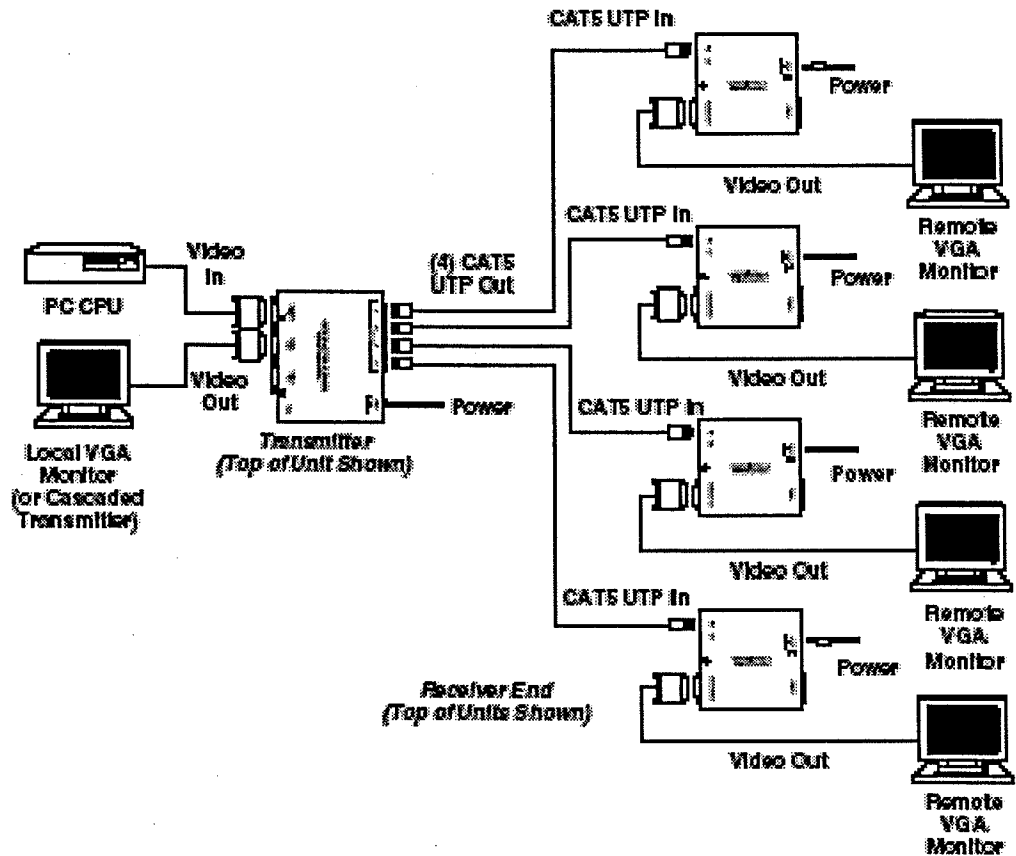 CAT5 UTP In
Power
Video Out
Remote
VGA
Monitor
CAT5 UTP In
Power
Video Out
Remote
VGA
Monitor
Video
In
PC CPU
(4) CAT5
UTP Out
Video
Out
Power
Local VGA
Monitor
(or Cascaded
Transmitter)
Transmitter
(Top of Unit Shown)
CAT5 UTP In
Power
Video Out
Remote
VGA
Monitor
CAT5 UTP In
Power
Video Out
Remote
VGA
Monitor
Receiver End
(Top of Units Shown)